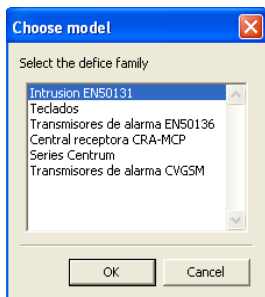 Choose model
Select the defice family
Intrusion EN50131
Teclados
Transmisores de alarma EN50136
Central receptora CRA-MCP
Series Centrum
Transmisores de alarma CVGSM
OK
Cancel